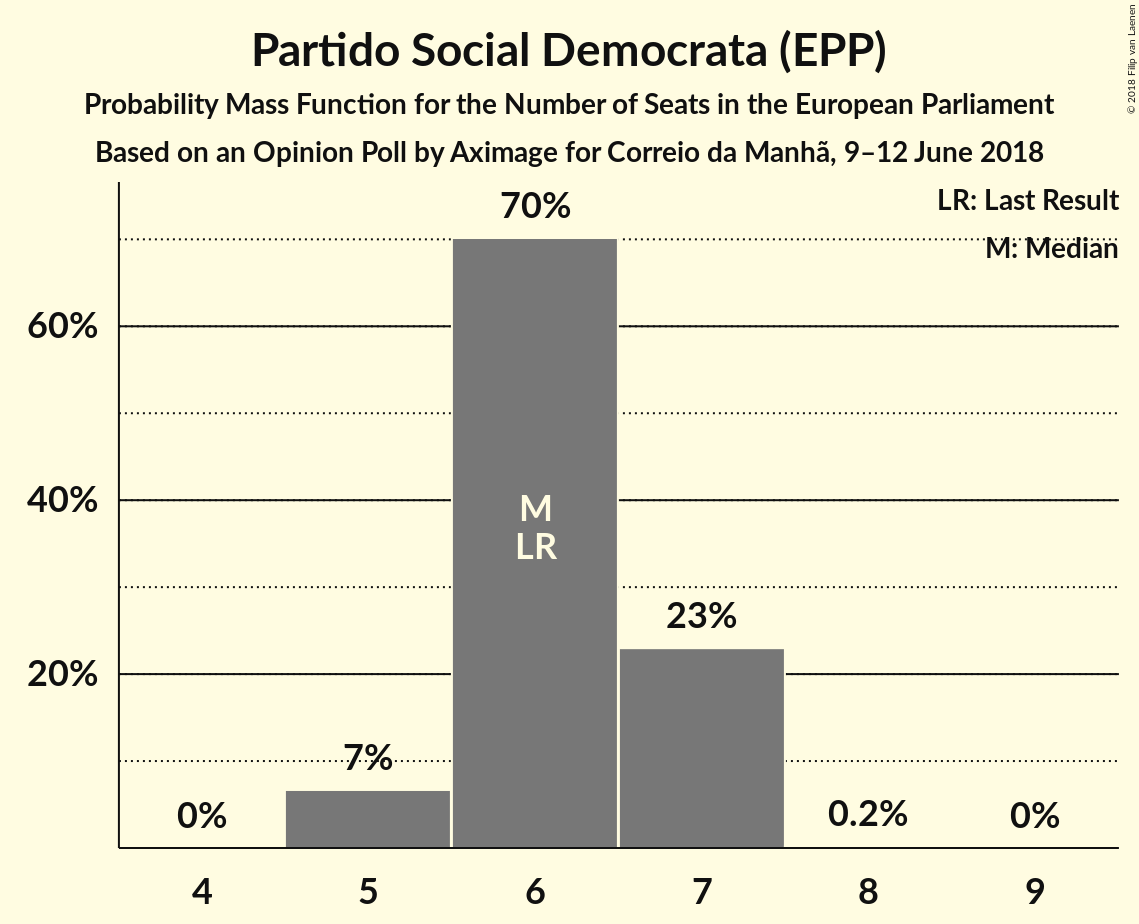 Partido Social Democrata (EPP)
Probability Mass Function for the Number of Seats in the European Parliament
Based on an Opinion Poll by Aximage for Correio da Manhã, 9–12 June 2018
© 2018 Filip van Laenen
LR: Last Result
M: Median
70%
60%
40%
M
LR
23%
20%
7%
0%
0.2%
0%
4 5 6 7 8 9